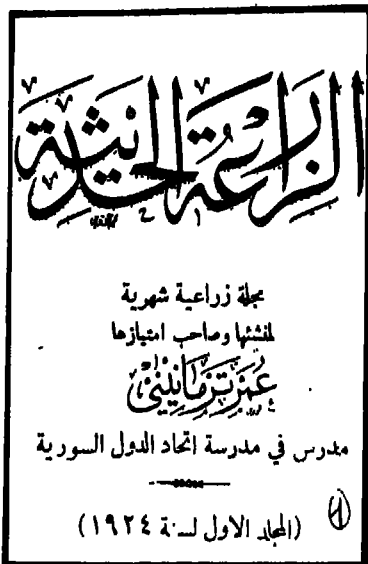 الزراعة الحديثة
مجلة زراعية شهرية
لمنشئها وصاحب امتيازها
عمر ترمانيني
مدرس في مدرسة اتحاد الدول السورية
(المجلد الاول لسنة ١٩٢٤)